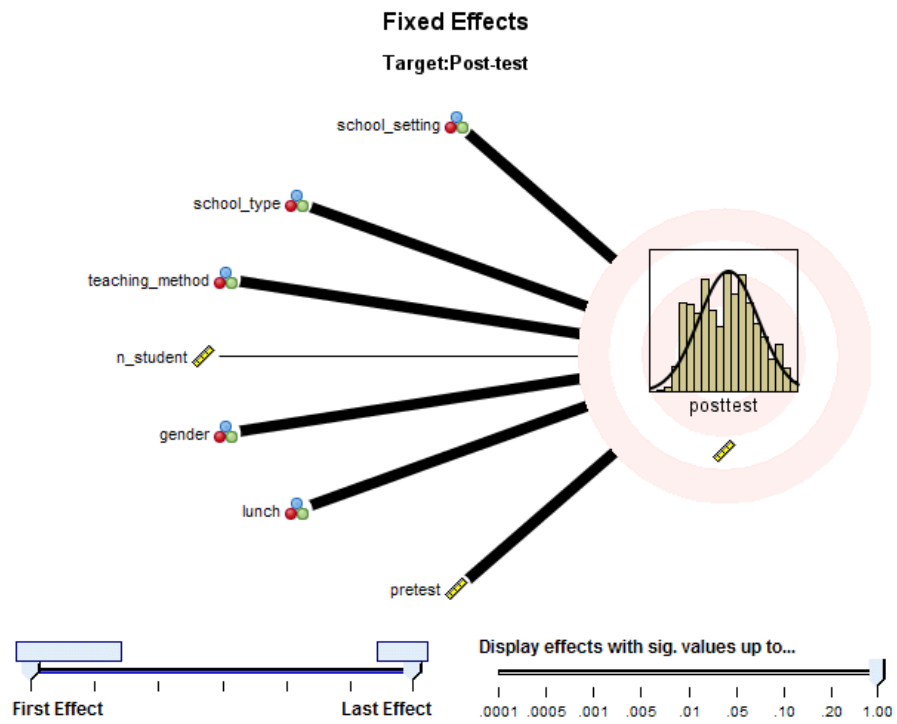 Fixed Effects
Target:Post-test
school_setting
school_type
teaching_method
n_student
gender
lunch
pretest
posttest
First Effect
Last Effect
Display effects with sig. values up to...
.0001 .0005 .001 .005 .01 .05 .10 .20 1.00